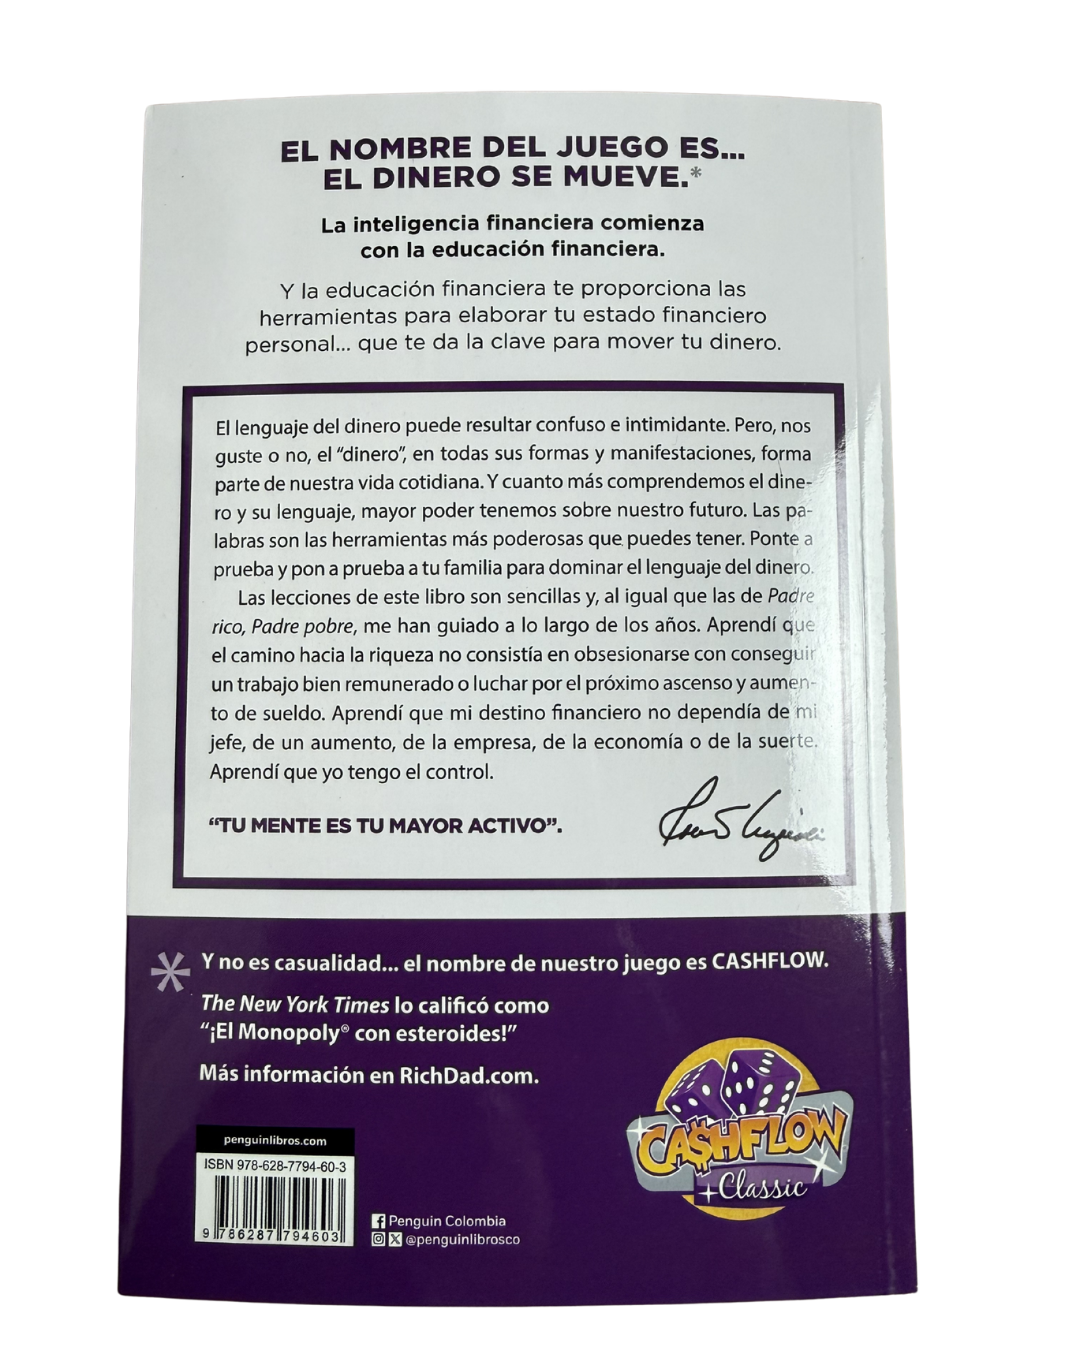 EL NOMBRE DEL JUEGO ES...
EL DINERO SE MUEVE.*
La inteligencia financiera comienza
con la educación financiera.
Y la educación financiera te proporciona las
herramientas para elaborar tu estado financiero
personal... que te da la clave para mover tu dinero.
El lenguaje del dinero puede resultar confuso e intimidante. Pero, nos
guste o no, el “dinero”, en todas sus formas y manifestaciones, forma
parte de nuestra vida cotidiana. Y cuanto más comprendemos el dine-
ro y su lenguaje, mayor poder tenemos sobre nuestro futuro. Las pa-
labras son las herramientas más poderosas que puedes tener. Ponte a
prueba y pon a prueba a tu familia para dominar el lenguaje del dinero.
Las lecciones de este libro son sencillas y, al igual que las de Padre
rico, Padre pobre, me han guiado a lo largo de los años. Aprendí que
el camino hacia la riqueza no consistía en obsesionarse con conseguir
un trabajo bien remunerado o luchar por el próximo ascenso y aumen-
to de sueldo. Aprendí que mi destino financiero no dependía de mi
jefe, de un aumento, de la empresa, de la economía o de la suerte.
Aprendí que yo tengo el control.
“TU MENTE ES TU MAYOR ACTIVO”.
* Y no es casualidad... el nombre de nuestro juego es CASHFLOW.
The New York Times lo calificó como
“¡El Monopoly® con esteroides!”
Más información en RichDad.com.
CA$HFLOW
Classic
penguinlibros.com
ISBN 978-628-7794-60-3
9 786287 794603
Penguin Colombia
@penguinlibrosco